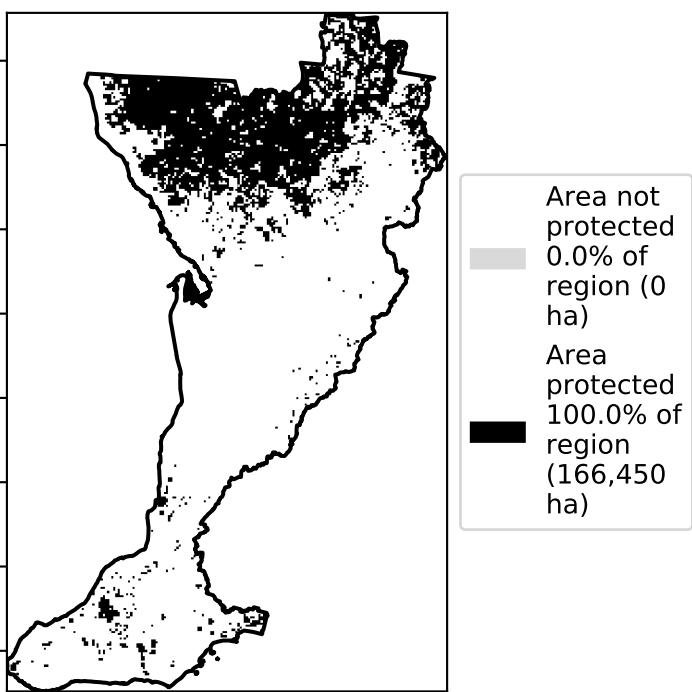 Area not
protected
0.0% of
region (0
ha)
Area
protected
100.0% of
region
(166,450
ha)